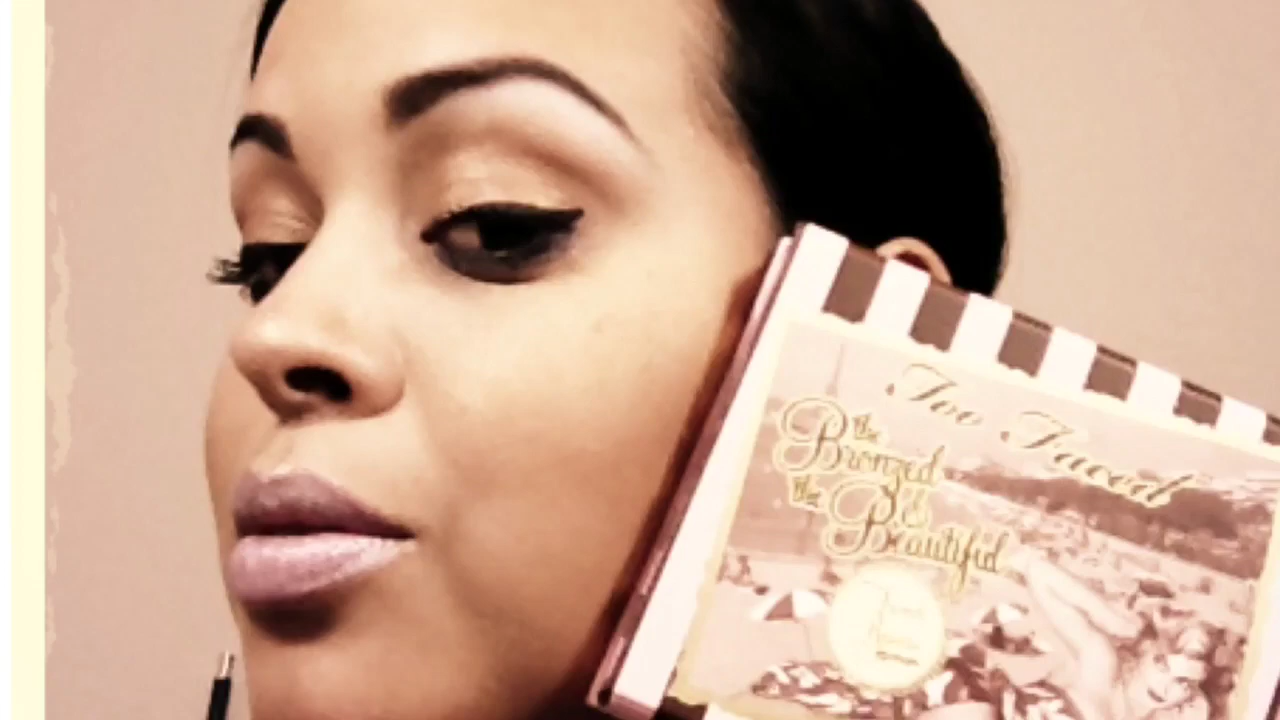 Too Faced
the
Bronzed
& the
Beautiful